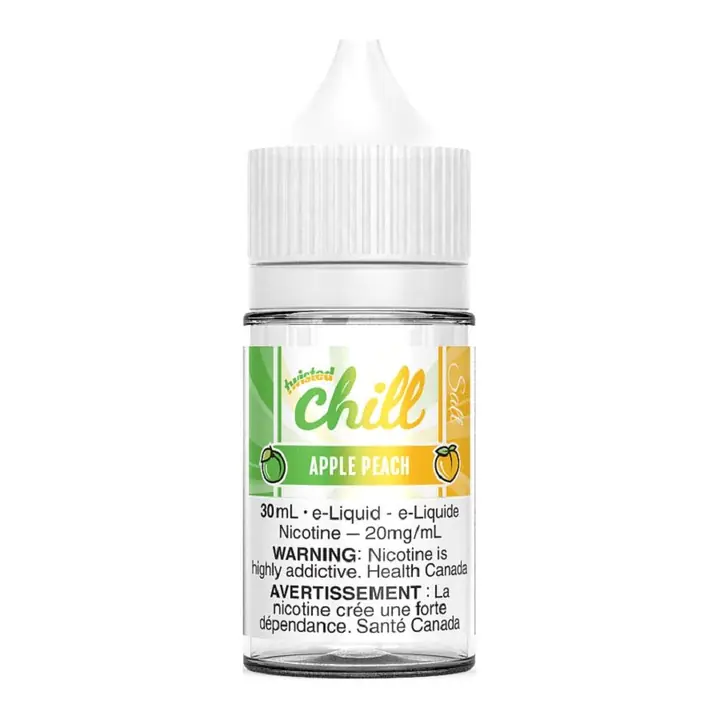 twisted
chill
Salt
APPLE PEACH
30mL • e-Liquid - e-Liquide
Nicotine – 20mg/mL
WARNING: Nicotine is
highly addictive. Health Canada
AVERTISSEMENT : La
nicotine crée une forte
dépendance. Santé Canada